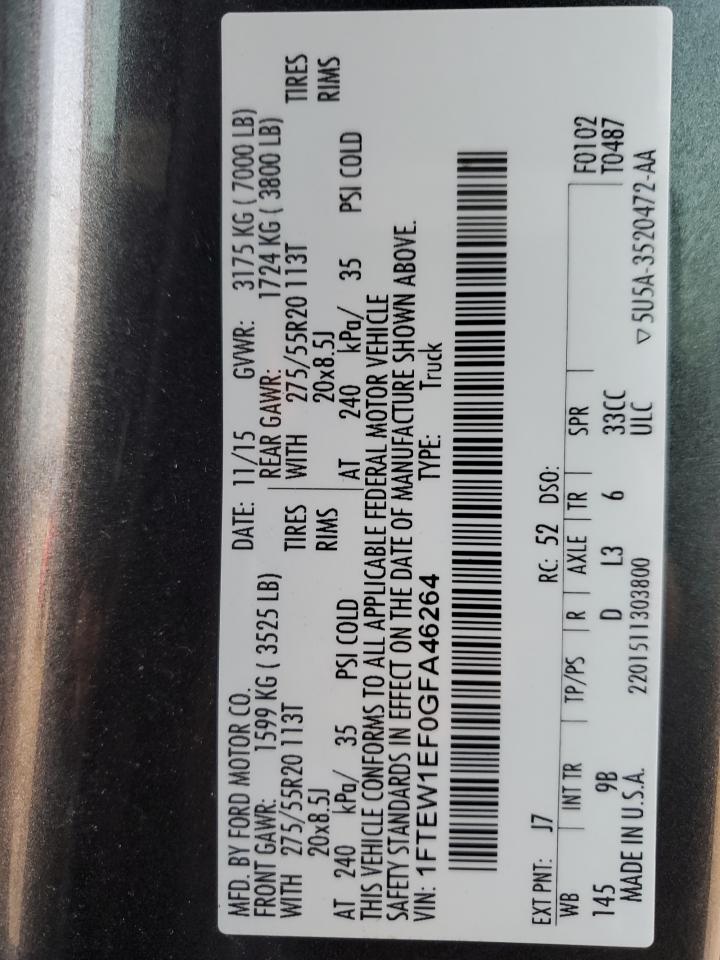 MFD. BY FORD MOTOR CO. DATE: 11/15 GVWR: 3175 KG ( 7000 LB)
FRONT GAWR: 1599 KG ( 3525 LB) REAR GAWR: 1724 KG ( 3800 LB)
WITH 275/55R20 113T TIRES WITH 275/55R20 113T TIRES
20x8.5J RIMS 20x8.5J RIMS
AT 240 kPa/ 35 PSI COLD AT 240 kPa/ 35 PSI COLD
THIS VEHICLE CONFORMS TO ALL APPLICABLE FEDERAL MOTOR VEHICLE
SAFETY STANDARDS IN EFFECT ON THE DATE OF MANUFACTURE SHOWN ABOVE.
VIN: 1FTEW1EF0GFA46264 TYPE: Truck
EXT PNT: J7 RC: 52 DSO:
WB INT TR TP/PS R AXLE TR SPR F0102
145 9B D L3 6 33CC T0487
ULC
MADE IN U.S.A. 2201511303800 ▽ 5U5A-3520472-AA